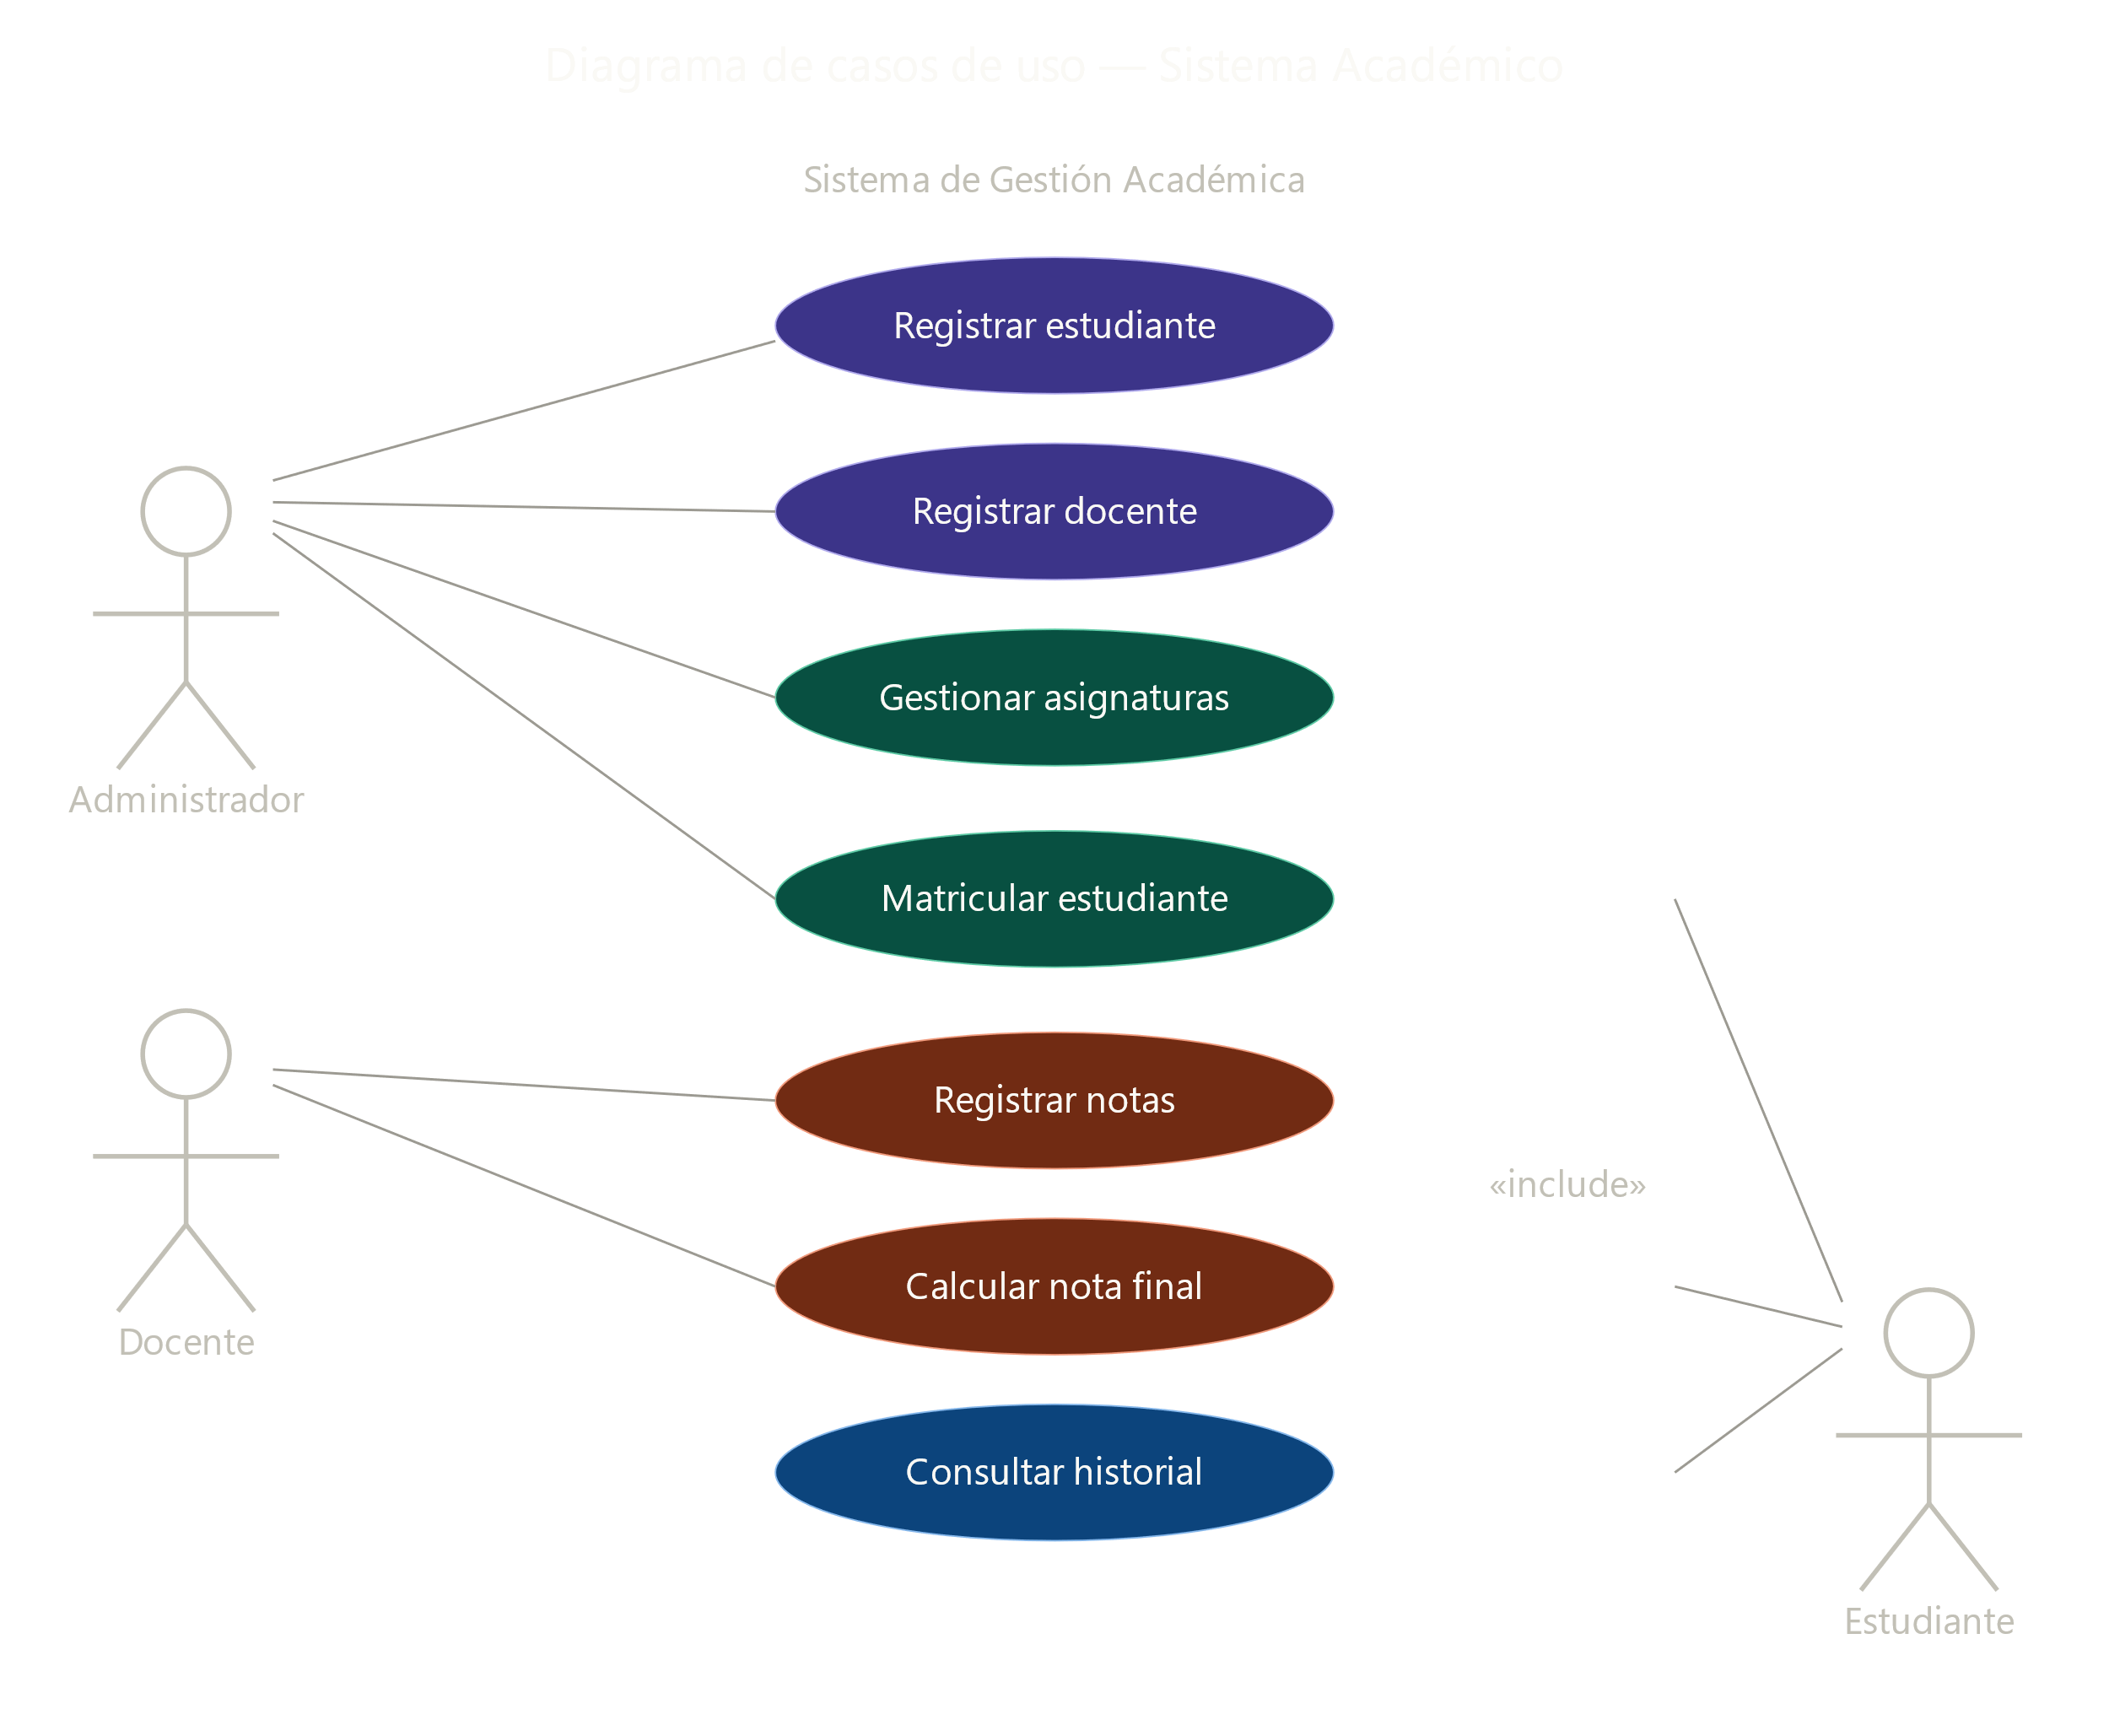 Diagrama de casos de uso — Sistema Académico
Sistema de Gestión Académica
Registrar estudiante
Registrar docente
Gestionar asignaturas
Administrador
Matricular estudiante
Registrar notas
«include»
Calcular nota final
Docente
Consultar historial
Estudiante